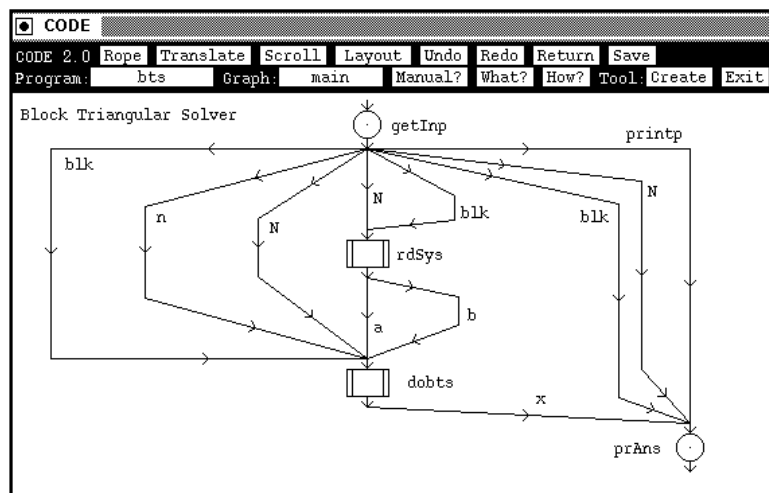 CODE
CODE 2.0 Rope Translate Scroll Layout Undo Redo Return Save
Program: bts Graph: main Manual? What? How? Tool: Create Exit
Block Triangular Solver
getInp
printp
blk
n
N
N
blk
blk
N
rdSys
a
b
dobts
x
prAns